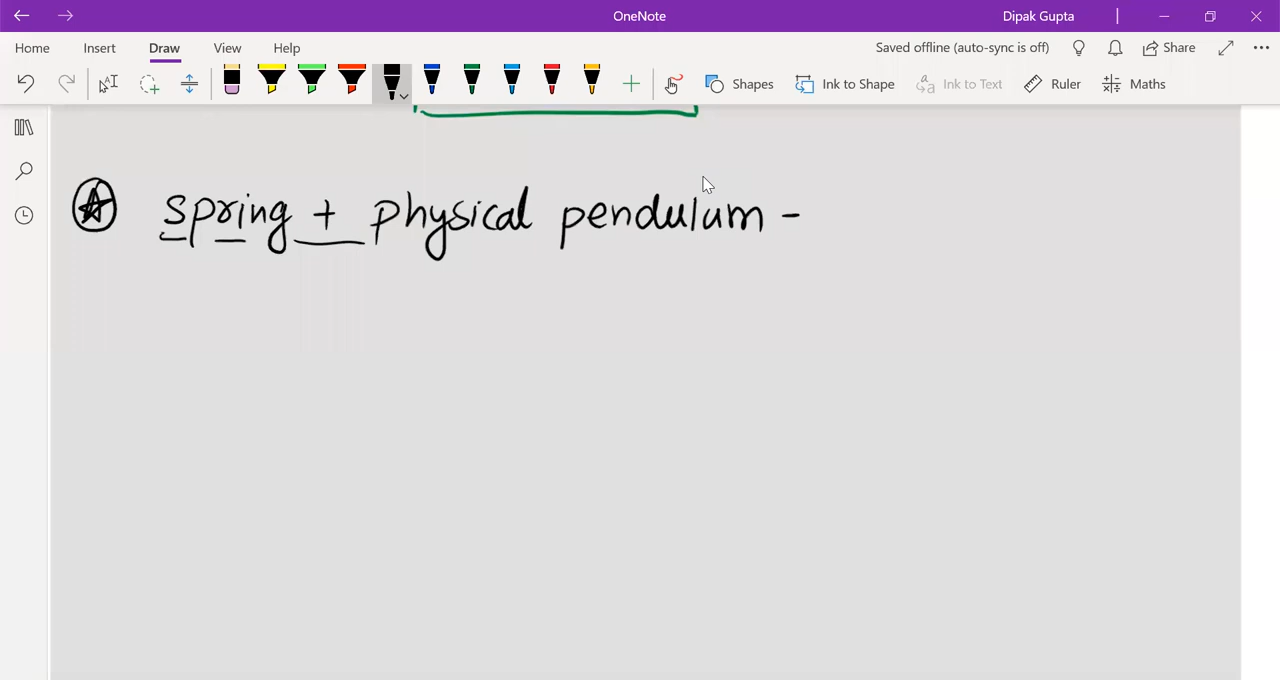 OneNote
Dipak Gupta
Home Insert Draw View Help
Saved offline (auto-sync is off)
Share
Shapes
Ink to Shape
Ink to Text
Ruler
Maths
Spring + physical pendulum -